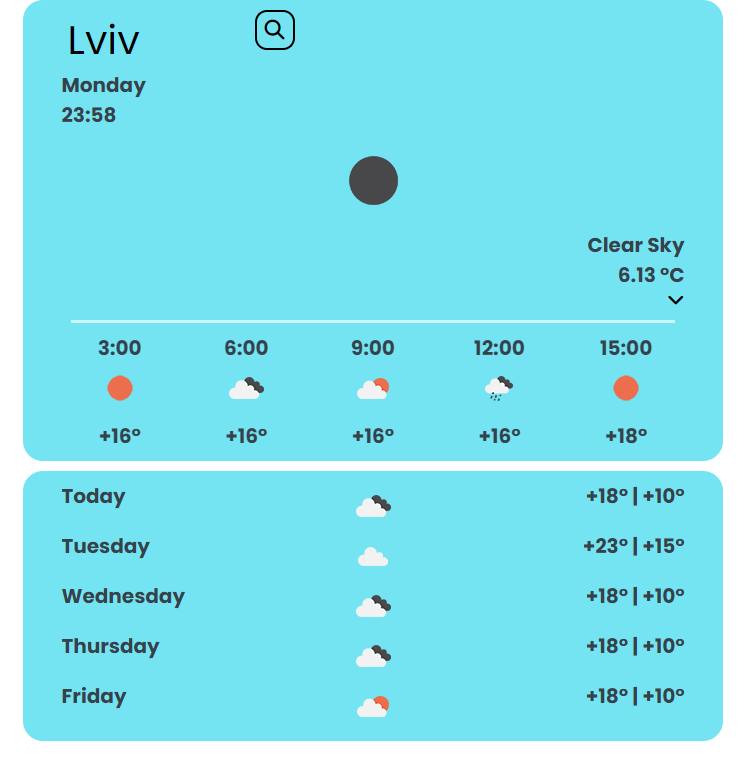 Lviv
Monday
23:58
Clear Sky
6.13 °C
3:00 6:00 9:00 12:00 15:00
+16° +16° +16° +16° +18°
Today +18° | +10°
Tuesday +23° | +15°
Wednesday +18° | +10°
Thursday +18° | +10°
Friday +18° | +10°